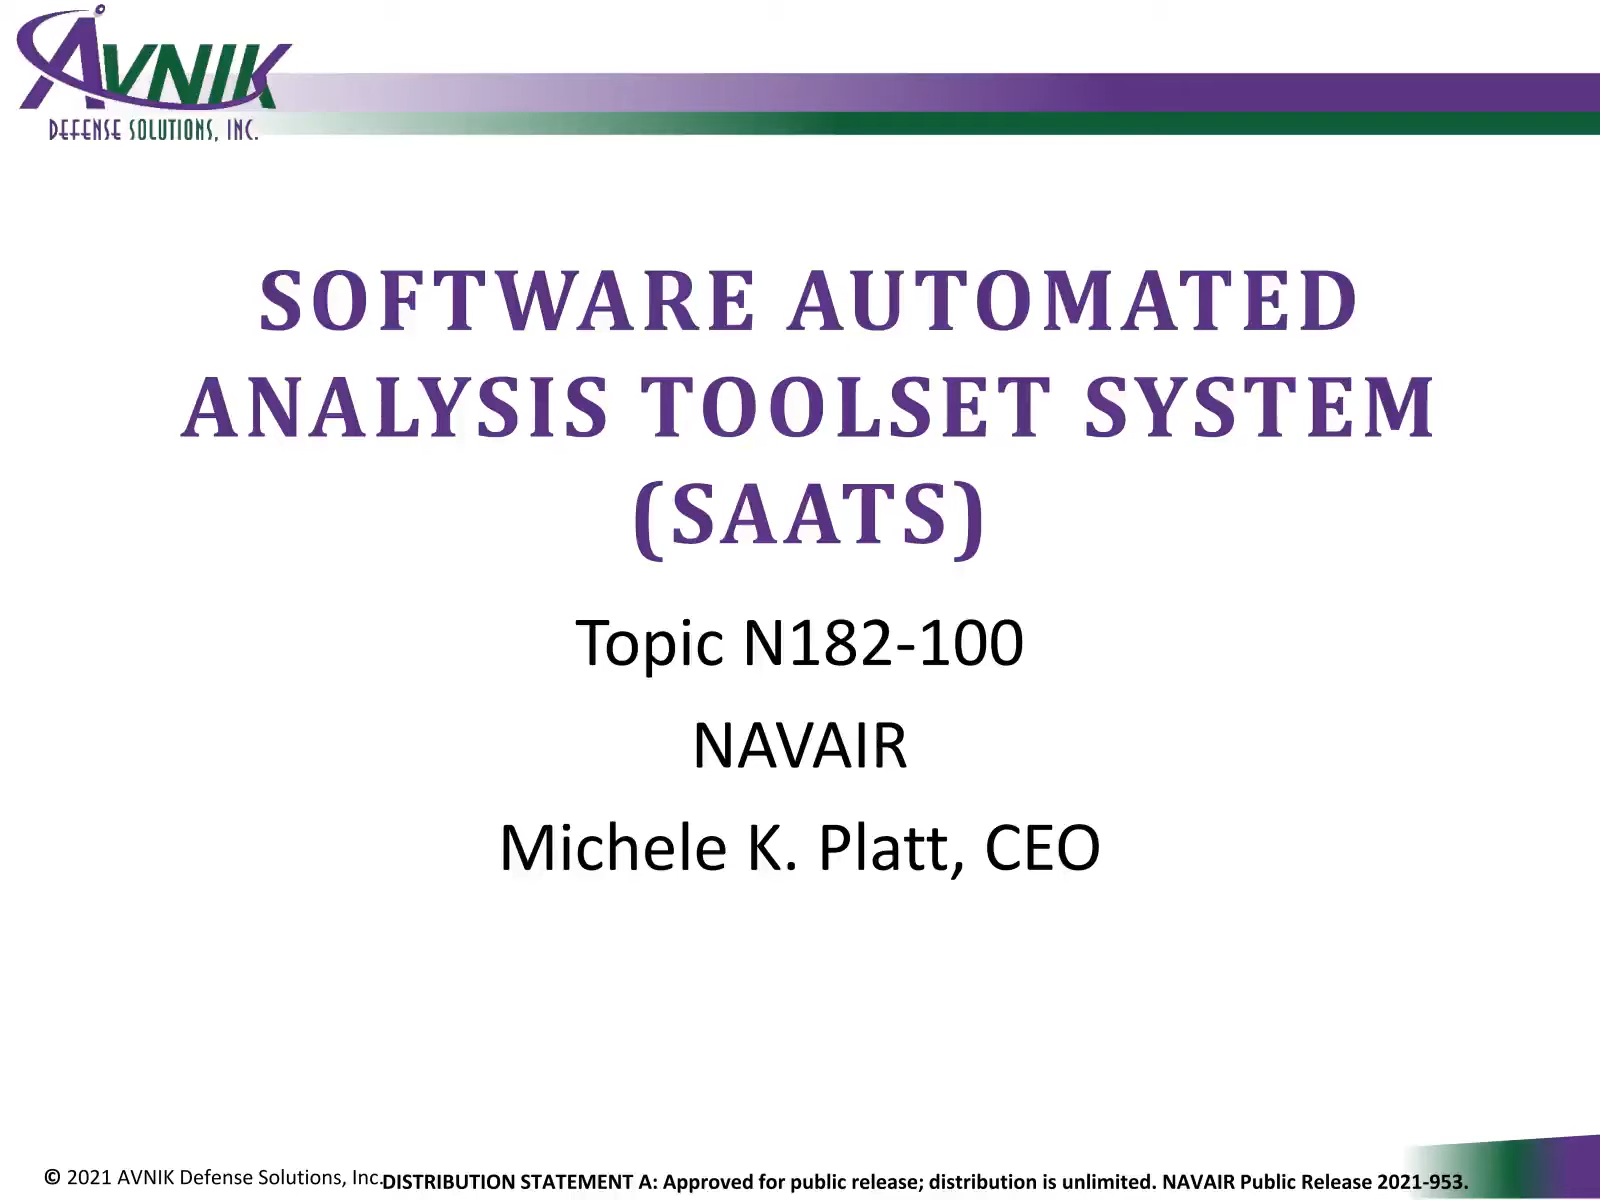 AVNIK
DEFENSE SOLUTIONS, INC.
SOFTWARE AUTOMATED
ANALYSIS TOOLSET SYSTEM
(SAATS)
Topic N182-100
NAVAIR
Michele K. Platt, CEO
© 2021 AVNIK Defense Solutions, Inc.
DISTRIBUTION STATEMENT A: Approved for public release; distribution is unlimited. NAVAIR Public Release 2021-953.